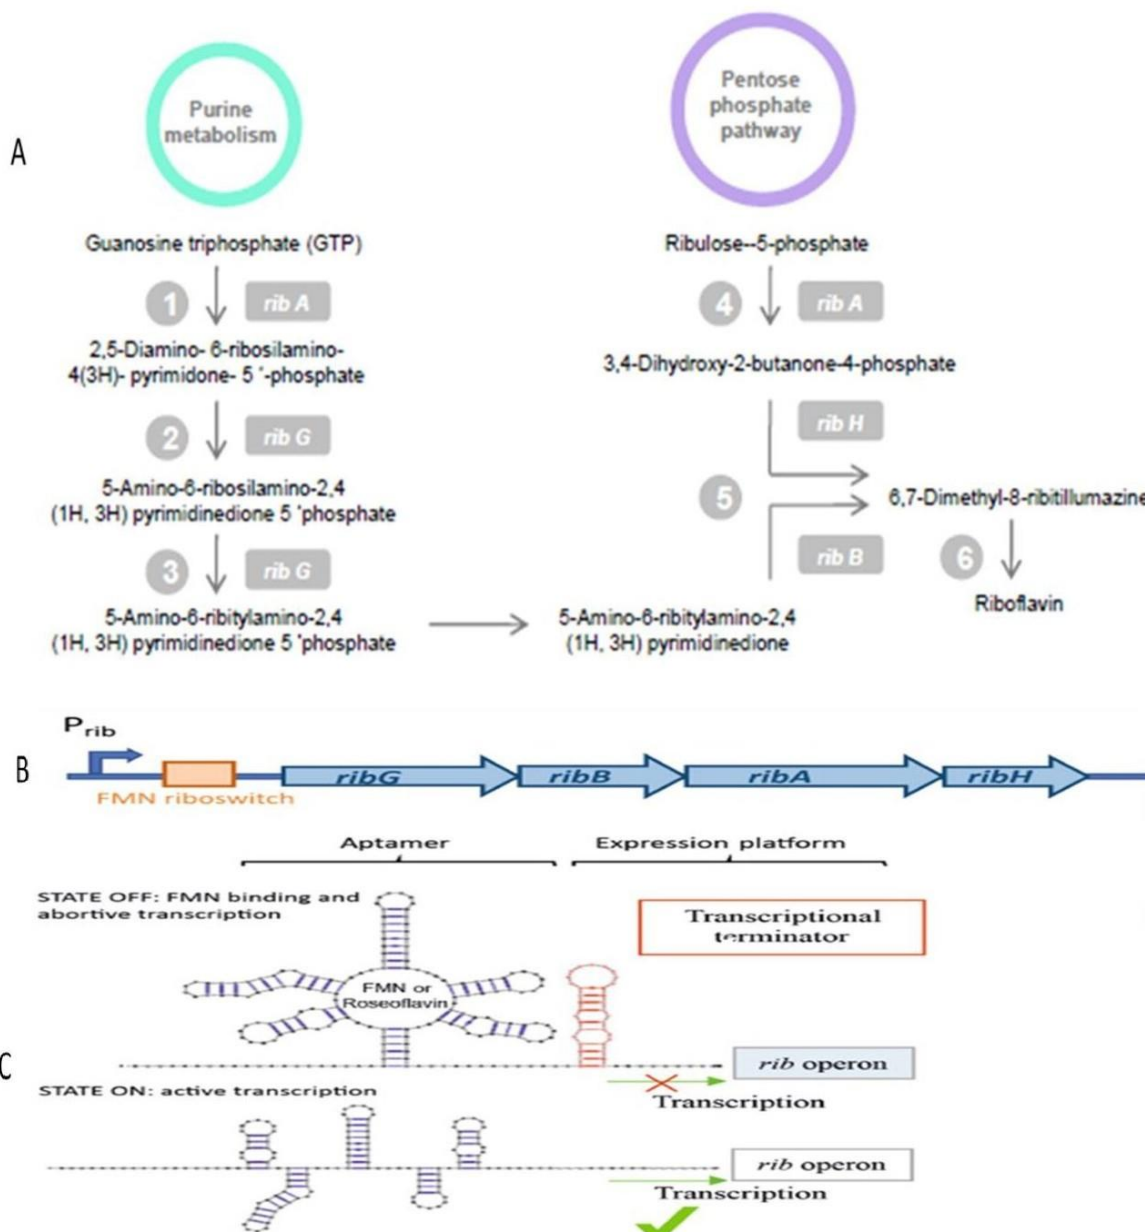 A
Purine
metabolism
Guanosine triphosphate (GTP)
1
rib A
2,5-Diamino- 6-ribosilamino-
4(3H)- pyrimidone- 5 '-phosphate
2
rib G
5-Amino-6-ribosilamino-2,4
(1H, 3H) pyrimidinedione 5 'phosphate
3
rib G
5-Amino-6-ribitylamino-2,4
(1H, 3H) pyrimidinedione 5 'phosphate
Pentose
phosphate
pathway
Ribulose--5-phosphate
4
rib A
3,4-Dihydroxy-2-butanone-4-phosphate
rib H
5
rib B
5-Amino-6-ribitylamino-2,4
(1H, 3H) pyrimidinedione
6,7-Dimethyl-8-ribitillumazine
6
Riboflavin
B
Prib
FMN riboswitch
ribG
ribB
ribA
ribH
C
Aptamer
Expression platform
STATE OFF: FMN binding and
abortive transcription
Transcriptional
terminator
FMN or
Roseoflavin
rib operon
Transcription
STATE ON: active transcription
rib operon
Transcription